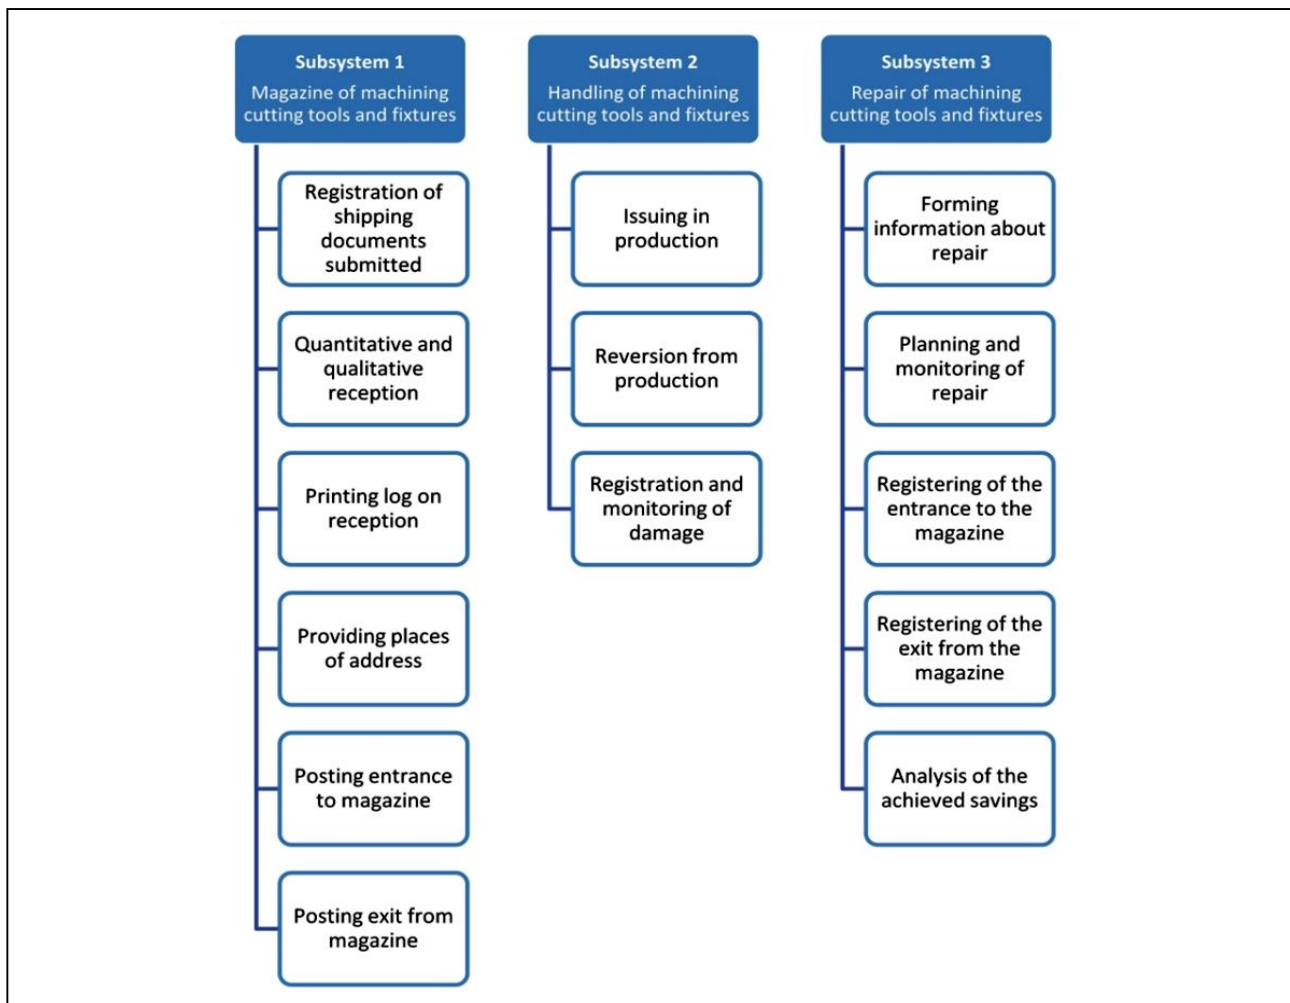 Subsystem 1
Magazine of machining
cutting tools and fixtures
Registration of
shipping
documents
submitted
Quantitative and
qualitative
reception
Printing log on
reception
Providing places
of address
Posting entrance
to magazine
Posting exit from
magazine
Subsystem 2
Handling of machining
cutting tools and fixtures
Issuing in
production
Reversion from
production
Registration and
monitoring of
damage
Subsystem 3
Repair of machining
cutting tools and fixtures
Forming
information about
repair
Planning and
monitoring of
repair
Registering of the
entrance to the
magazine
Registering of the
exit from the
magazine
Analysis of the
achieved savings